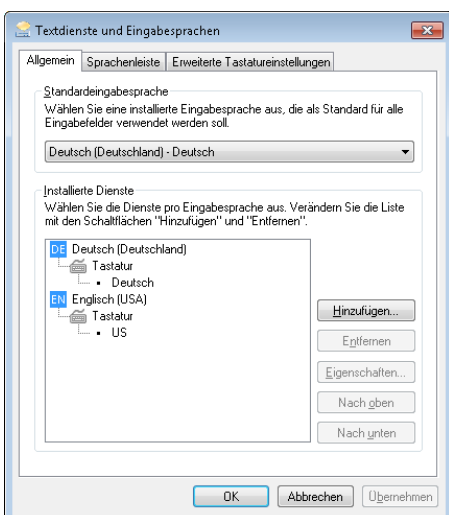 Textdienste und Eingabesprachen
Allgemein Sprachenleiste Erweiterte Tastatureinstellungen
Standardeingabesprache
Wählen Sie eine installierte Eingabesprache aus, die als Standard für alle
Eingabefelder verwendet werden soll.
Deutsch (Deutschland) - Deutsch
Installierte Dienste
Wählen Sie die Dienste pro Eingabesprache aus. Verändern Sie die Liste
mit den Schaltflächen "Hinzufügen" und "Entfernen".
DE Deutsch (Deutschland)
Tastatur
Deutsch
EN Englisch (USA)
Tastatur
US
Hinzufügen...
Entfernen
Eigenschaften...
Nach oben
Nach unten
OK Abbrechen Übernehmen